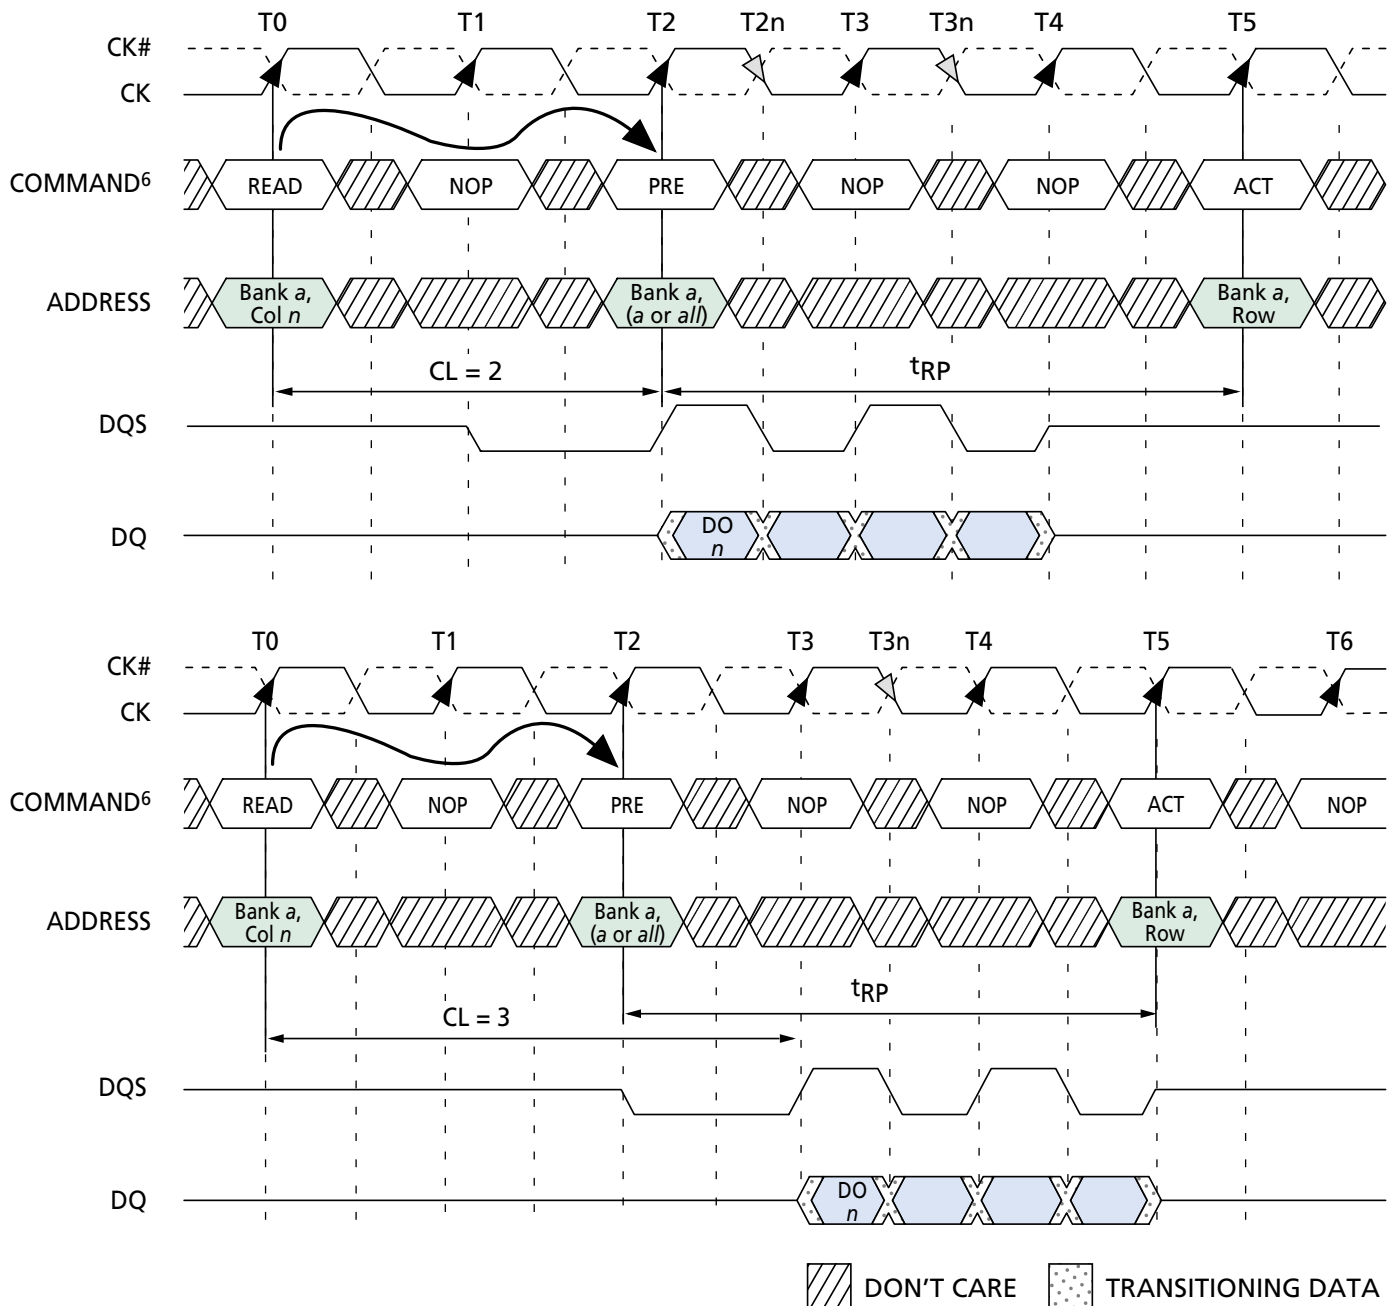 T0 T1 T2 T2n T3 T3n T4 T5
CK#
CK
COMMAND6 READ NOP PRE NOP NOP ACT
ADDRESS Bank a, Col n Bank a, (a or all) Bank a, Row
CL = 2 tRP
DQS
DQ DO n
T0 T1 T2 T3 T3n T4 T5 T6
CK#
CK
COMMAND6 READ NOP PRE NOP NOP ACT NOP
ADDRESS Bank a, Col n Bank a, (a or all) Bank a, Row
tRP
CL = 3
DQS
DQ DO n
DON'T CARE TRANSITIONING DATA